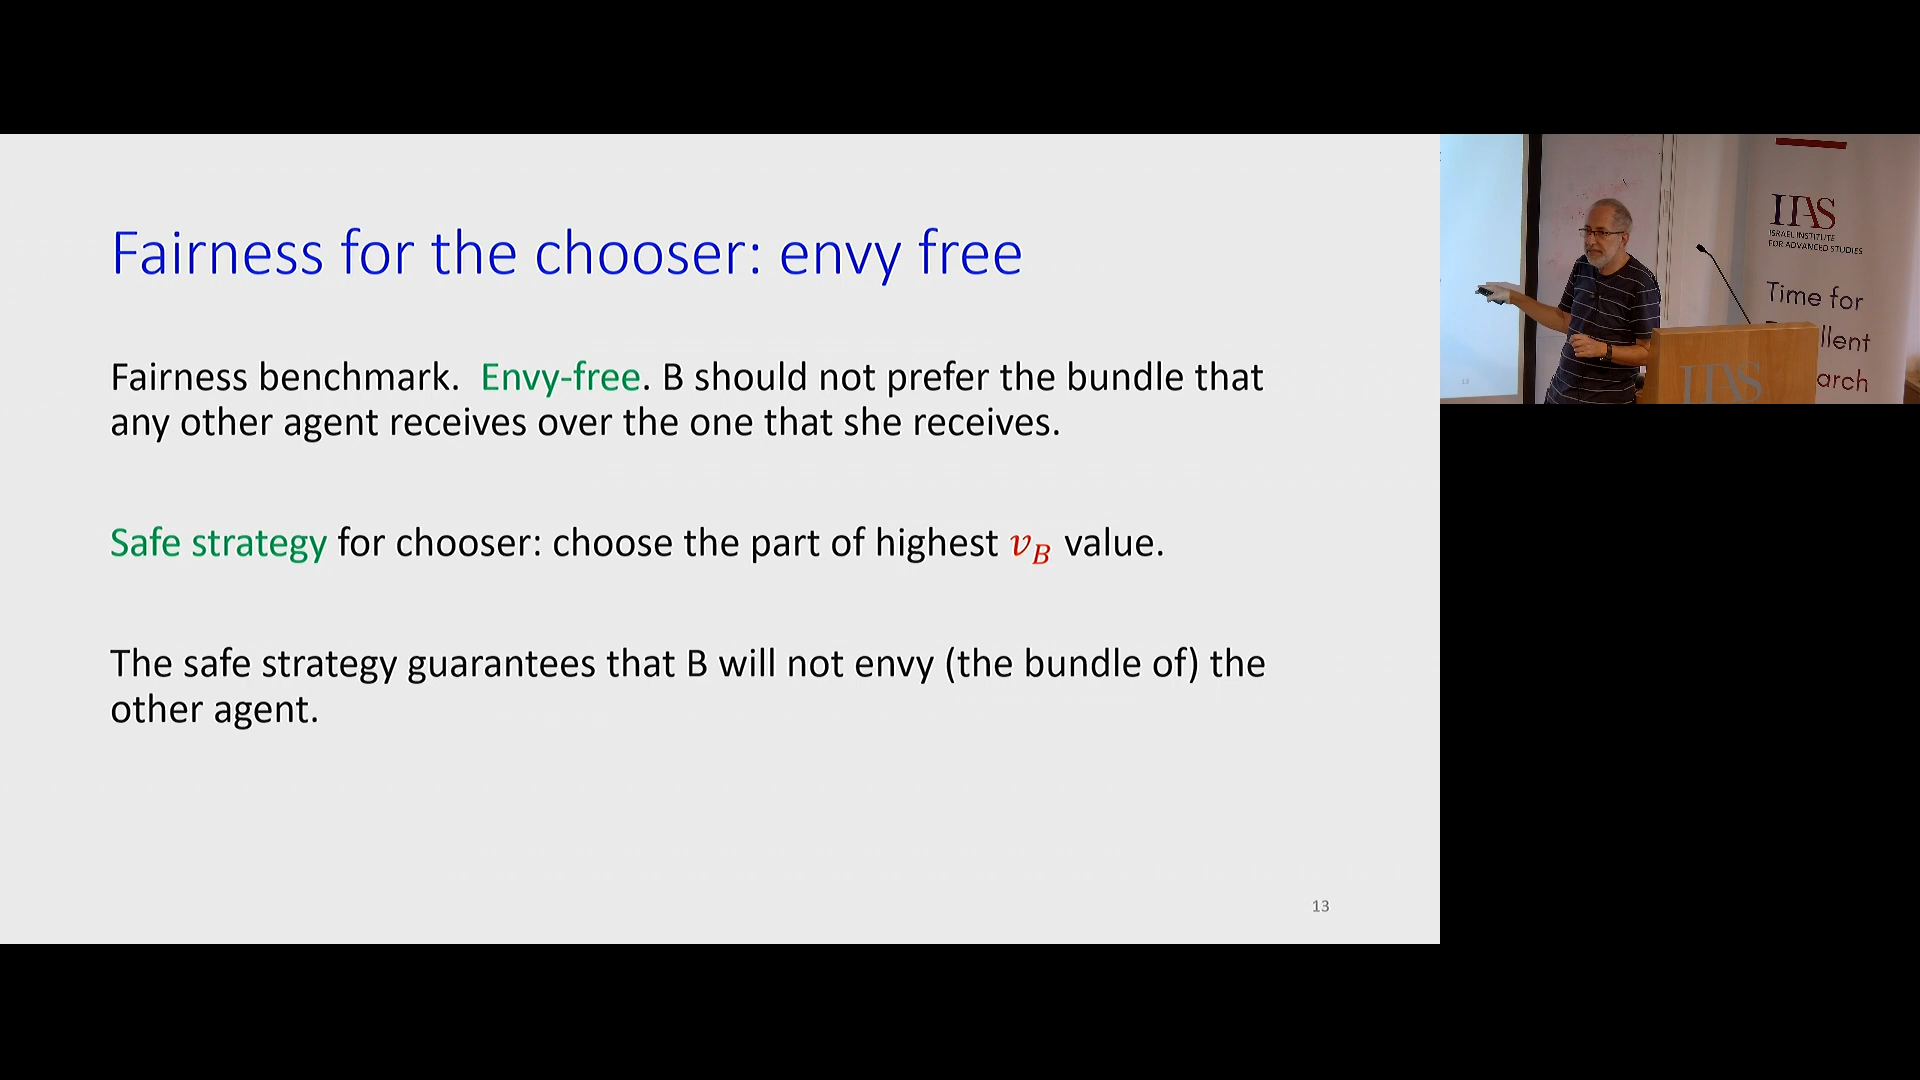 Fairness for the chooser: envy free
Fairness benchmark. Envy-free. B should not prefer the bundle that
any other agent receives over the one that she receives.
Safe strategy for chooser: choose the part of highest v_B value.
The safe strategy guarantees that B will not envy (the bundle of) the
other agent.
13
IIAS
ISRAEL INSTITUTE
FOR ADVANCED STUDIES
Time for
llent
arch
IIAS
13